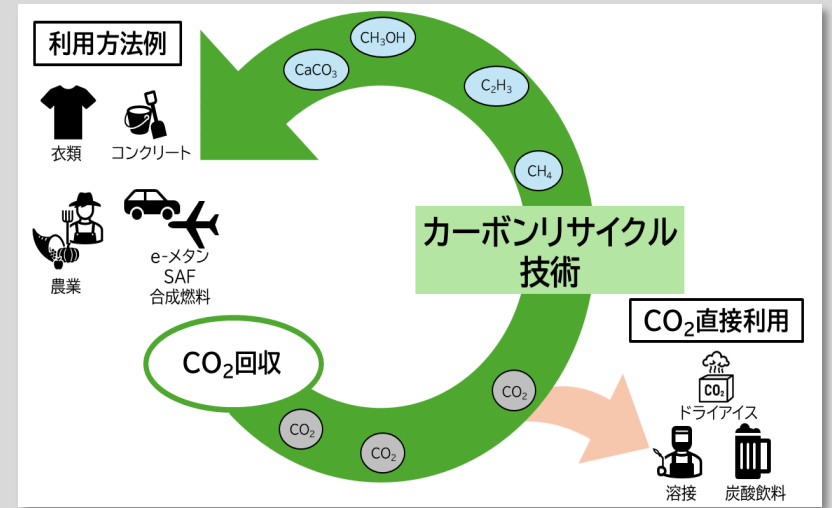 利用方法例
衣類
コンクリート
農業
e-メタン
SAF
合成燃料
CaCO₃
CH₃OH
C₂H₃
CH₄
カーボンリサイクル
技術
CO₂回収
CO₂
CO₂
CO₂
CO₂直接利用
CO₂
ドライアイス
溶接
炭酸飲料